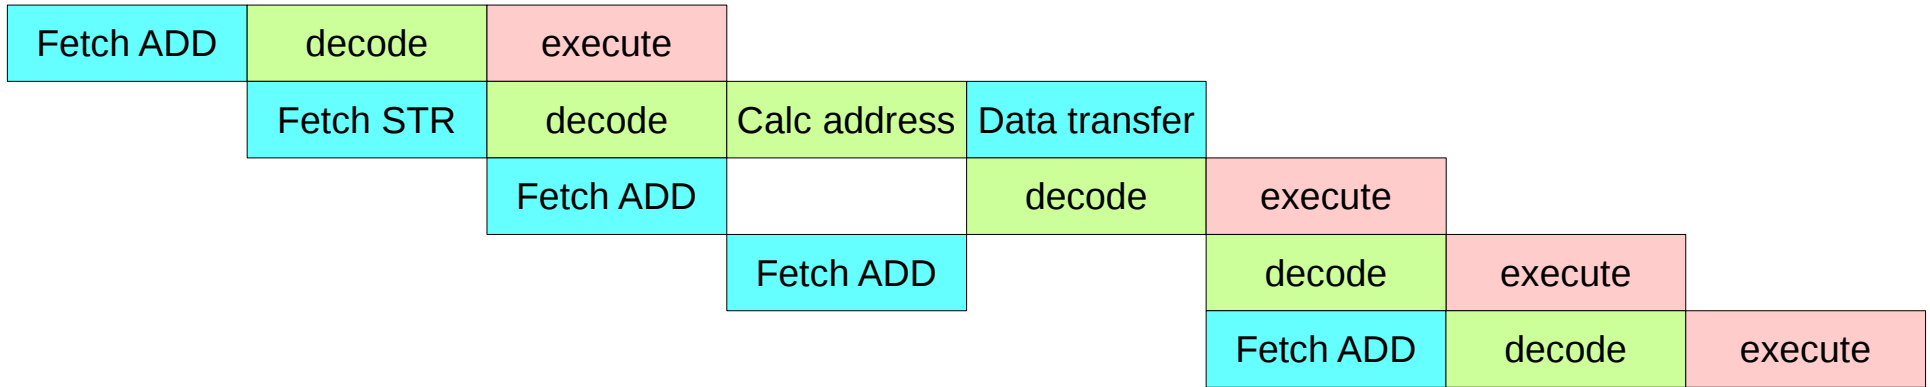 Fetch ADD decode execute
Fetch STR decode Calc address Data transfer
Fetch ADD decode execute
Fetch ADD decode execute
Fetch ADD decode execute